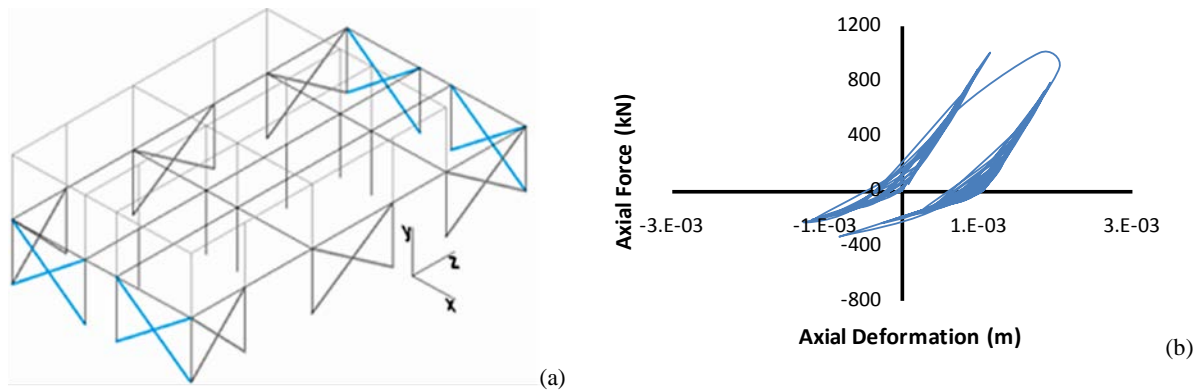 y
z
x
(a)
Axial Force (kN)
1200
800
400
0
-400
-800
-3.E-03
-1.E-03
1.E-03
3.E-03
Axial Deformation (m)
(b)